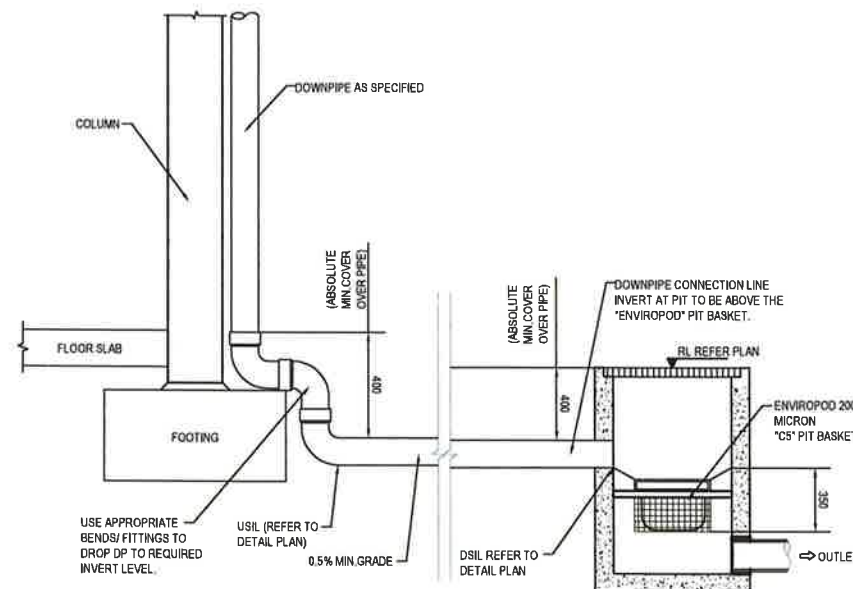 DOWNPIPE AS SPECIFIED
COLUMN
(ABSOLUTE
MIN.COVER
OVER PIPE)
(ABSOLUTE
MIN.COVER
OVER PIPE)
DOWNPIPE CONNECTION LINE
INVERT AT PIT TO BE ABOVE THE
"ENVIROPOD" PIT BASKET.
FLOOR SLAB
RL REFER PLAN
400
400
ENVIROPOD 200
MICRON
"C5" PIT BASKET
FOOTING
350
USE APPROPRIATE
BENDS/ FITTINGS TO
DROP DP TO REQUIRED
INVERT LEVEL.
USIL (REFER TO
DETAIL PLAN)
0.5% MIN.GRADE
DSIL REFER TO
DETAIL PLAN
OUTLE